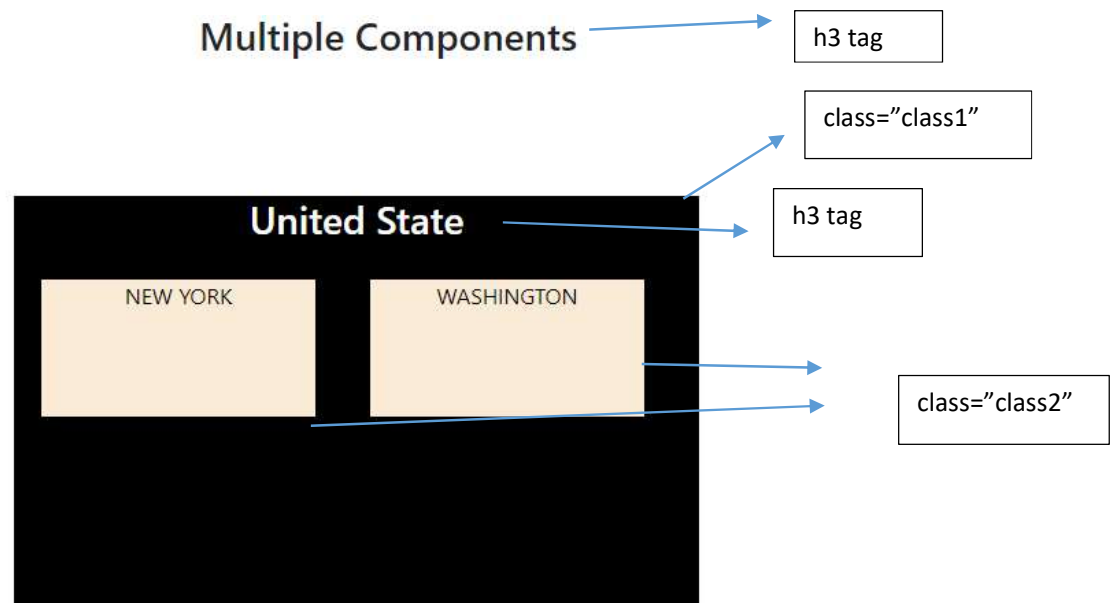 Multiple Components
h3 tag
class=”class1”
United State
h3 tag
NEW YORK
WASHINGTON
class=”class2”